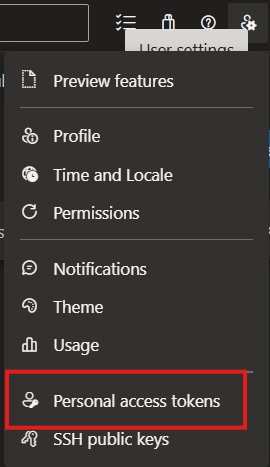 User settings
Preview features
Profile
Time and Locale
Permissions
Notifications
Theme
Usage
Personal access tokens
SSH public keys